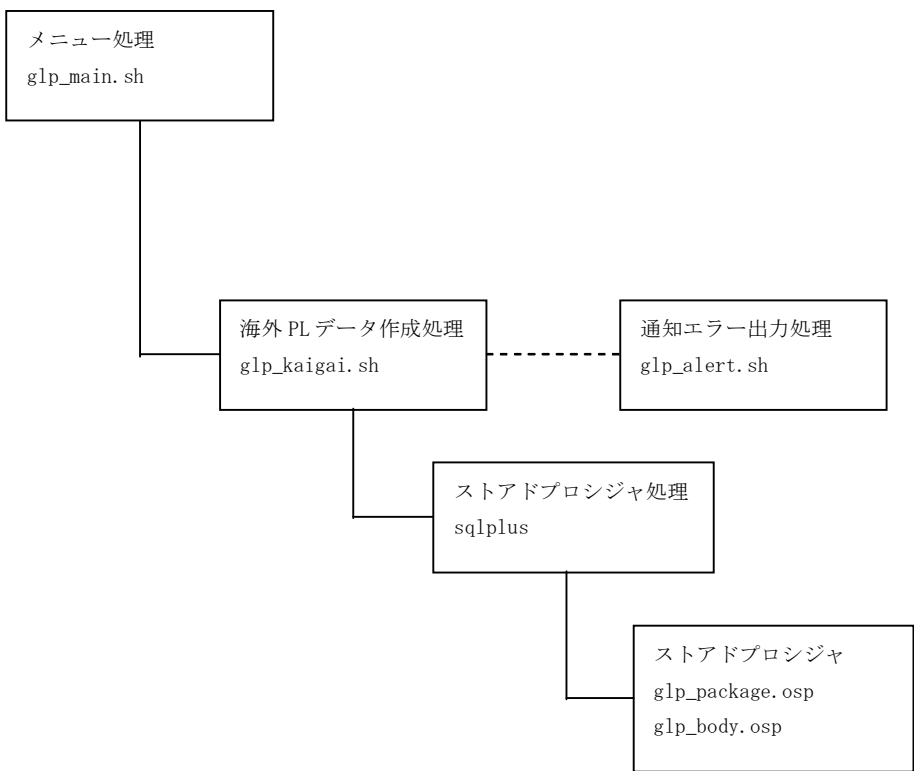 メニュー処理
glp_main.sh
海外 PL データ作成処理
glp_kaigai.sh
通知エラー出力処理
glp_alert.sh
ストアドプロシジャ処理
sqlplus
ストアドプロシジャ
glp_package.osp
glp_body.osp